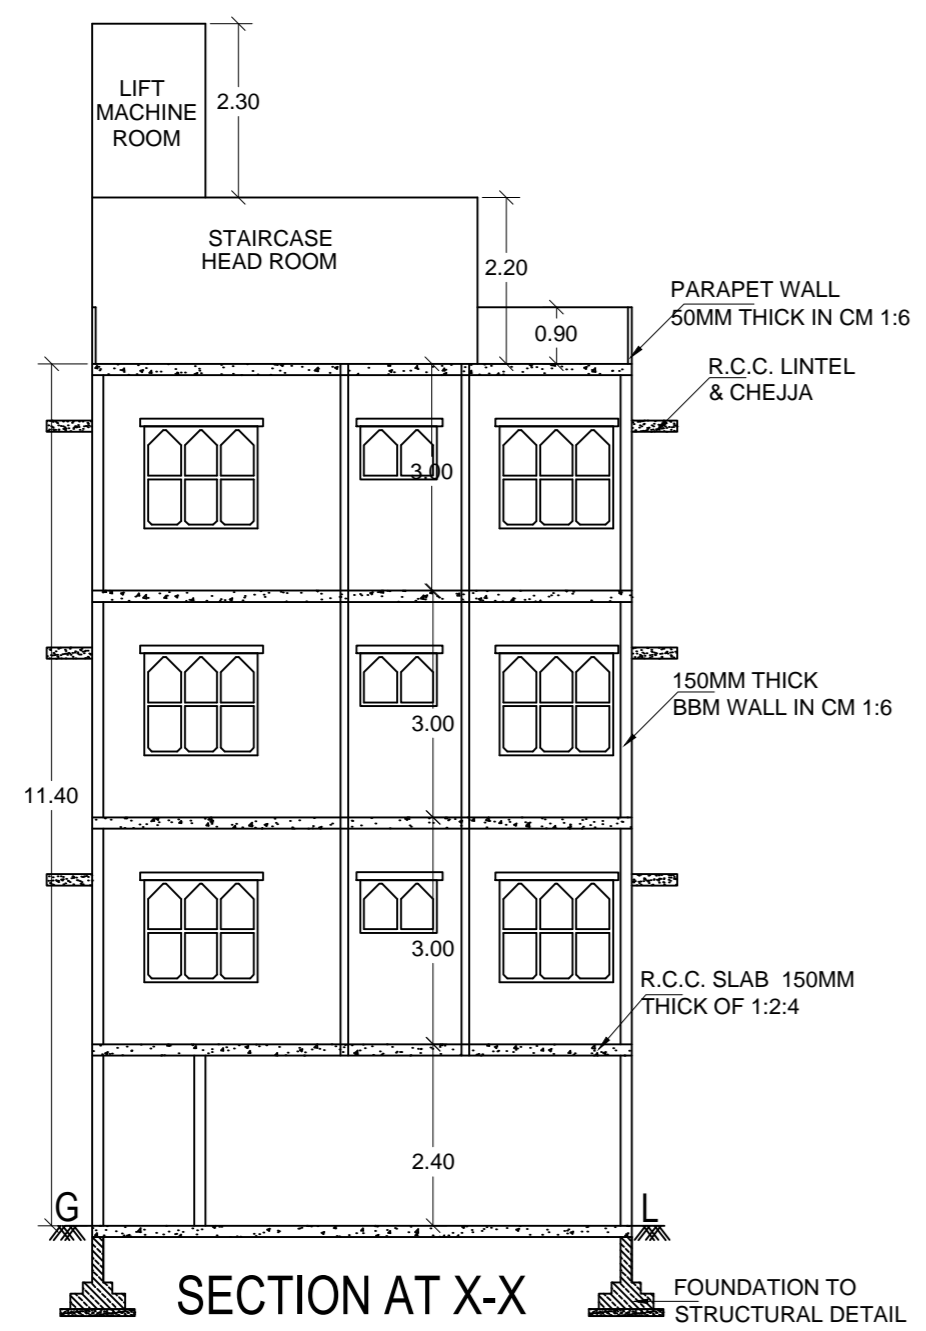 LIFT
MACHINE
ROOM
2.30
STAIRCASE
HEAD ROOM
2.20
0.90
PARAPET WALL
50MM THICK IN CM 1:6
R.C.C. LINTEL
& CHEJJA
3.00
150MM THICK
BBM WALL IN CM 1:6
3.00
11.40
3.00
R.C.C. SLAB 150MM
THICK OF 1:2:4
2.40
G
L
SECTION AT X-X
FOUNDATION TO
STRUCTURAL DETAIL